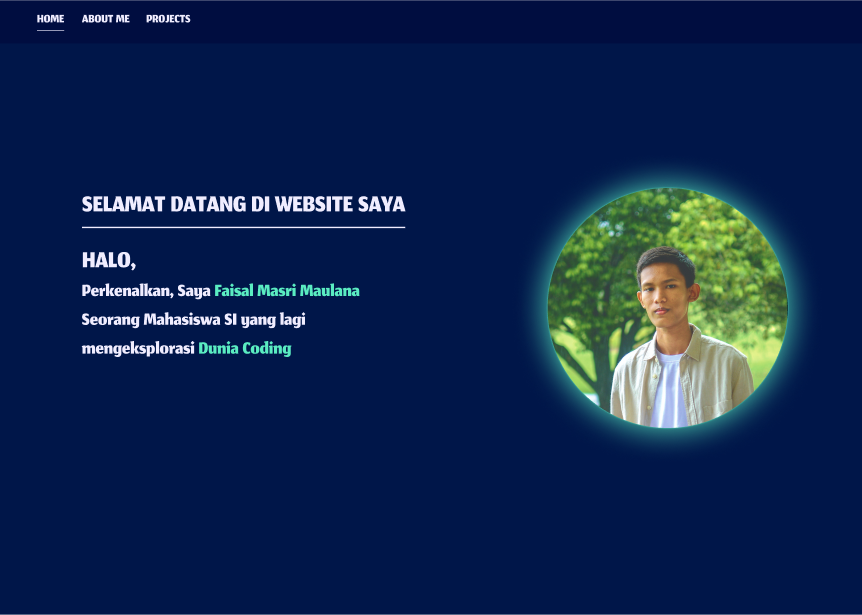 HOME ABOUT ME PROJECTS
SELAMAT DATANG DI WEBSITE SAYA
HALO,
Perkenalkan, Saya Faisal Masri Maulana
Seorang Mahasiswa SI yang lagi
mengeksplorasi Dunia Coding